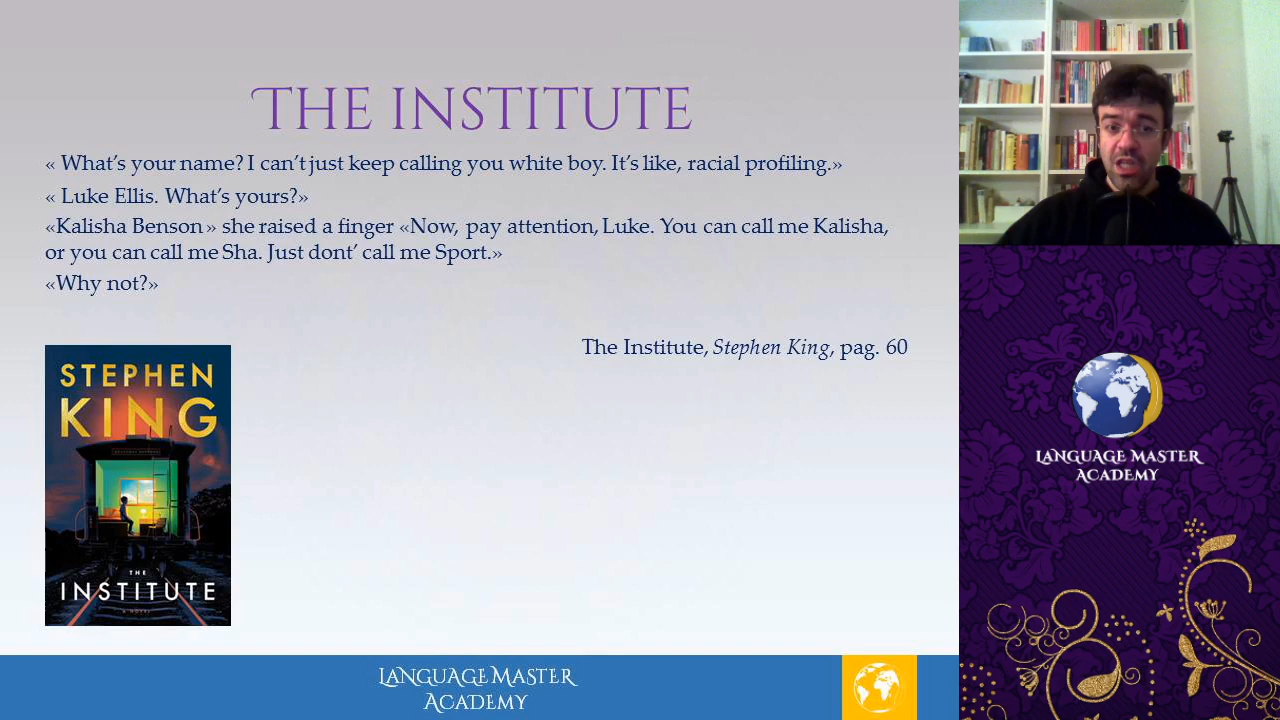 THE INSTITUTE
« What's your name? I can't just keep calling you white boy. It's like, racial profiling.»
« Luke Ellis. What's yours?»
«Kalisha Benson » she raised a finger «Now, pay attention, Luke. You can call me Kalisha,
or you can call me Sha. Just dont' call me Sport.»
«Why not?»
The Institute, Stephen King, pag. 60
STEPHEN
KING
THE
INSTITUTE
A NOVEL
LANGUAGE MASTER
ACADEMY
LANGUAGE MASTER
ACADEMY